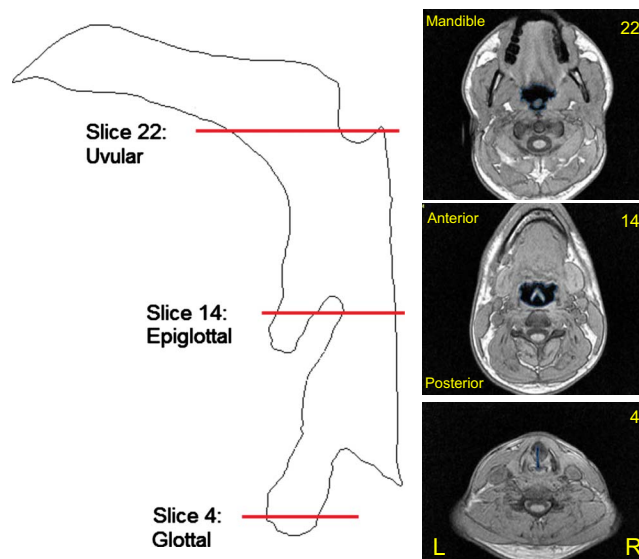 Mandible
22
Slice 22:
Uvular
Anterior
14
Slice 14:
Epiglottal
Posterior
4
Slice 4:
Glottal
L
R